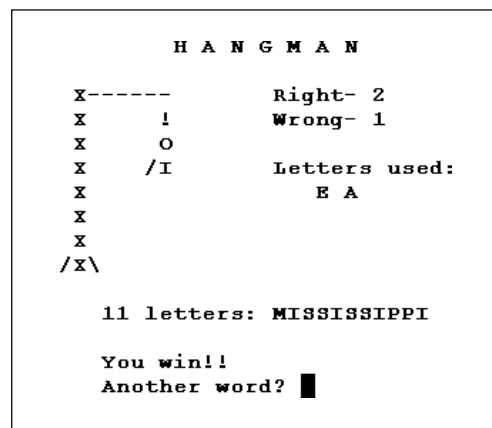 H A N G M A N
X------ Right- 2
X ! Wrong- 1
X O
X /I Letters used:
X E A
X
X
/X\
11 letters: MISSISSIPPI
You win!!
Another word?